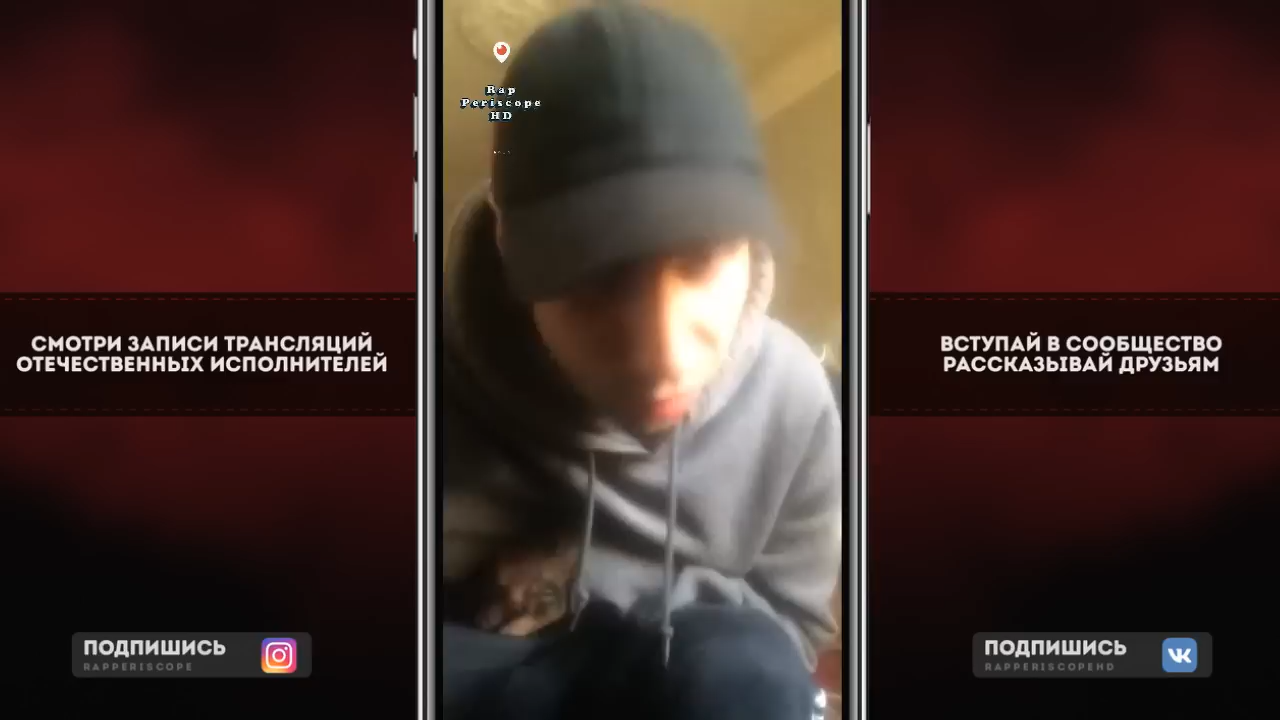 Rap
Periscope
HD
СМОТРИ ЗАПИСИ ТРАНСЛЯЦИЙ
ОТЕЧЕСТВЕННЫХ ИСПОЛНИТЕЛЕЙ
ВСТУПАЙ В СООБЩЕСТВО
РАССКАЗЫВАЙ ДРУЗЬЯМ
ПОДПИШИСЬ
RAPPERISCOPE
ПОДПИШИСЬ
RAPPERISCOPEHD